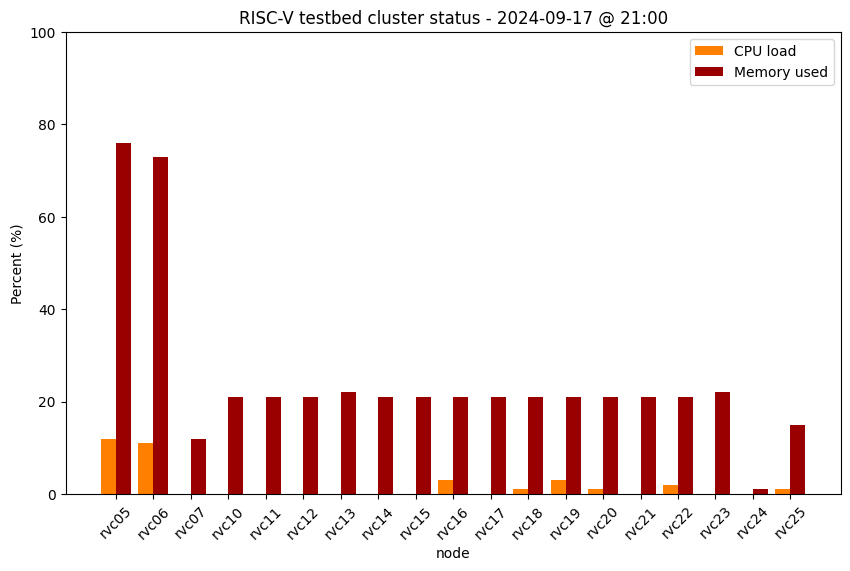 RISC-V testbed cluster status - 2024-09-17 @ 21:00
CPU load
Memory used
Percent (%)
100
80
60
40
20
0
rvc05
rvc06
rvc07
rvc10
rvc11
rvc12
rvc13
rvc14
rvc15
rvc16
rvc17
rvc18
rvc19
rvc20
rvc21
rvc22
rvc23
rvc24
rvc25
node